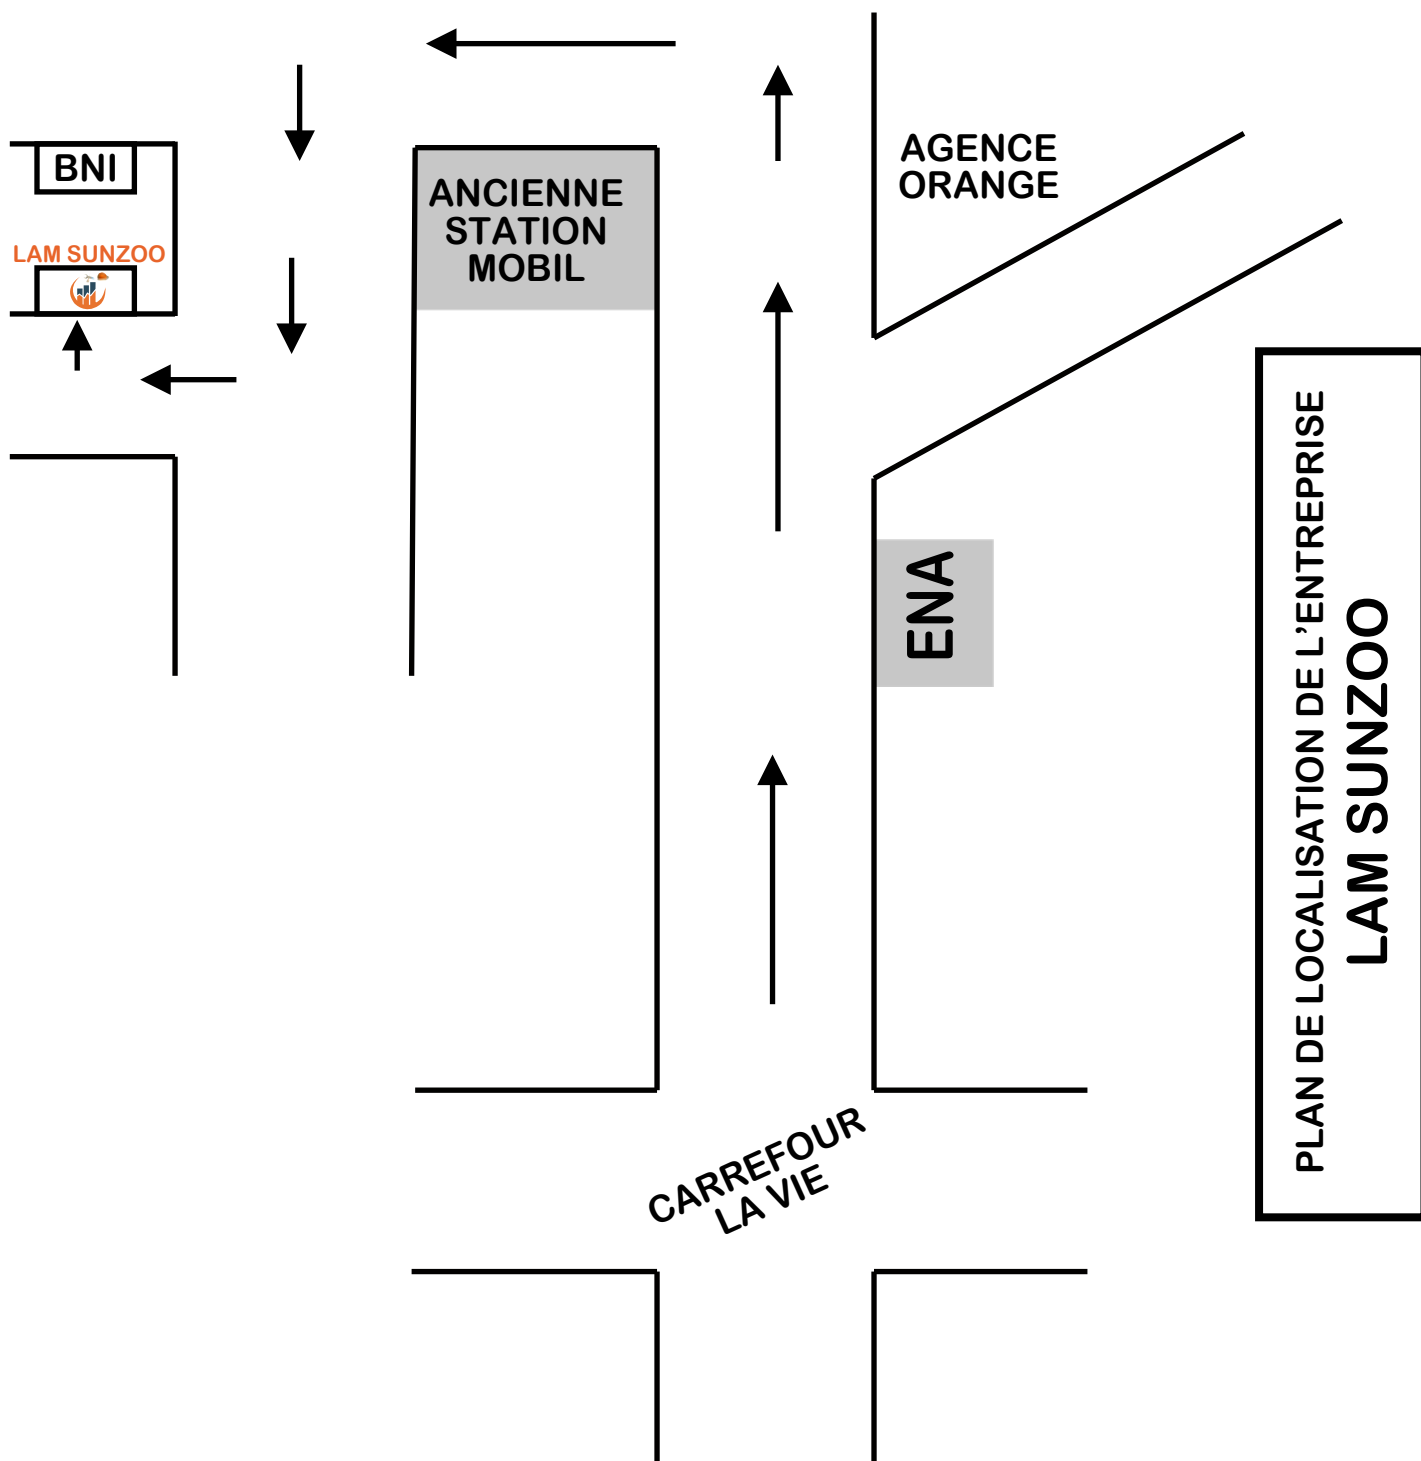 BNI
LAM SUNZOO
ANCIENNE
STATION
MOBIL
AGENCE
ORANGE
ENA
CARREFOUR
LA VIE
PLAN DE LOCALISATION DE L'ENTREPRISE
LAM SUNZOO